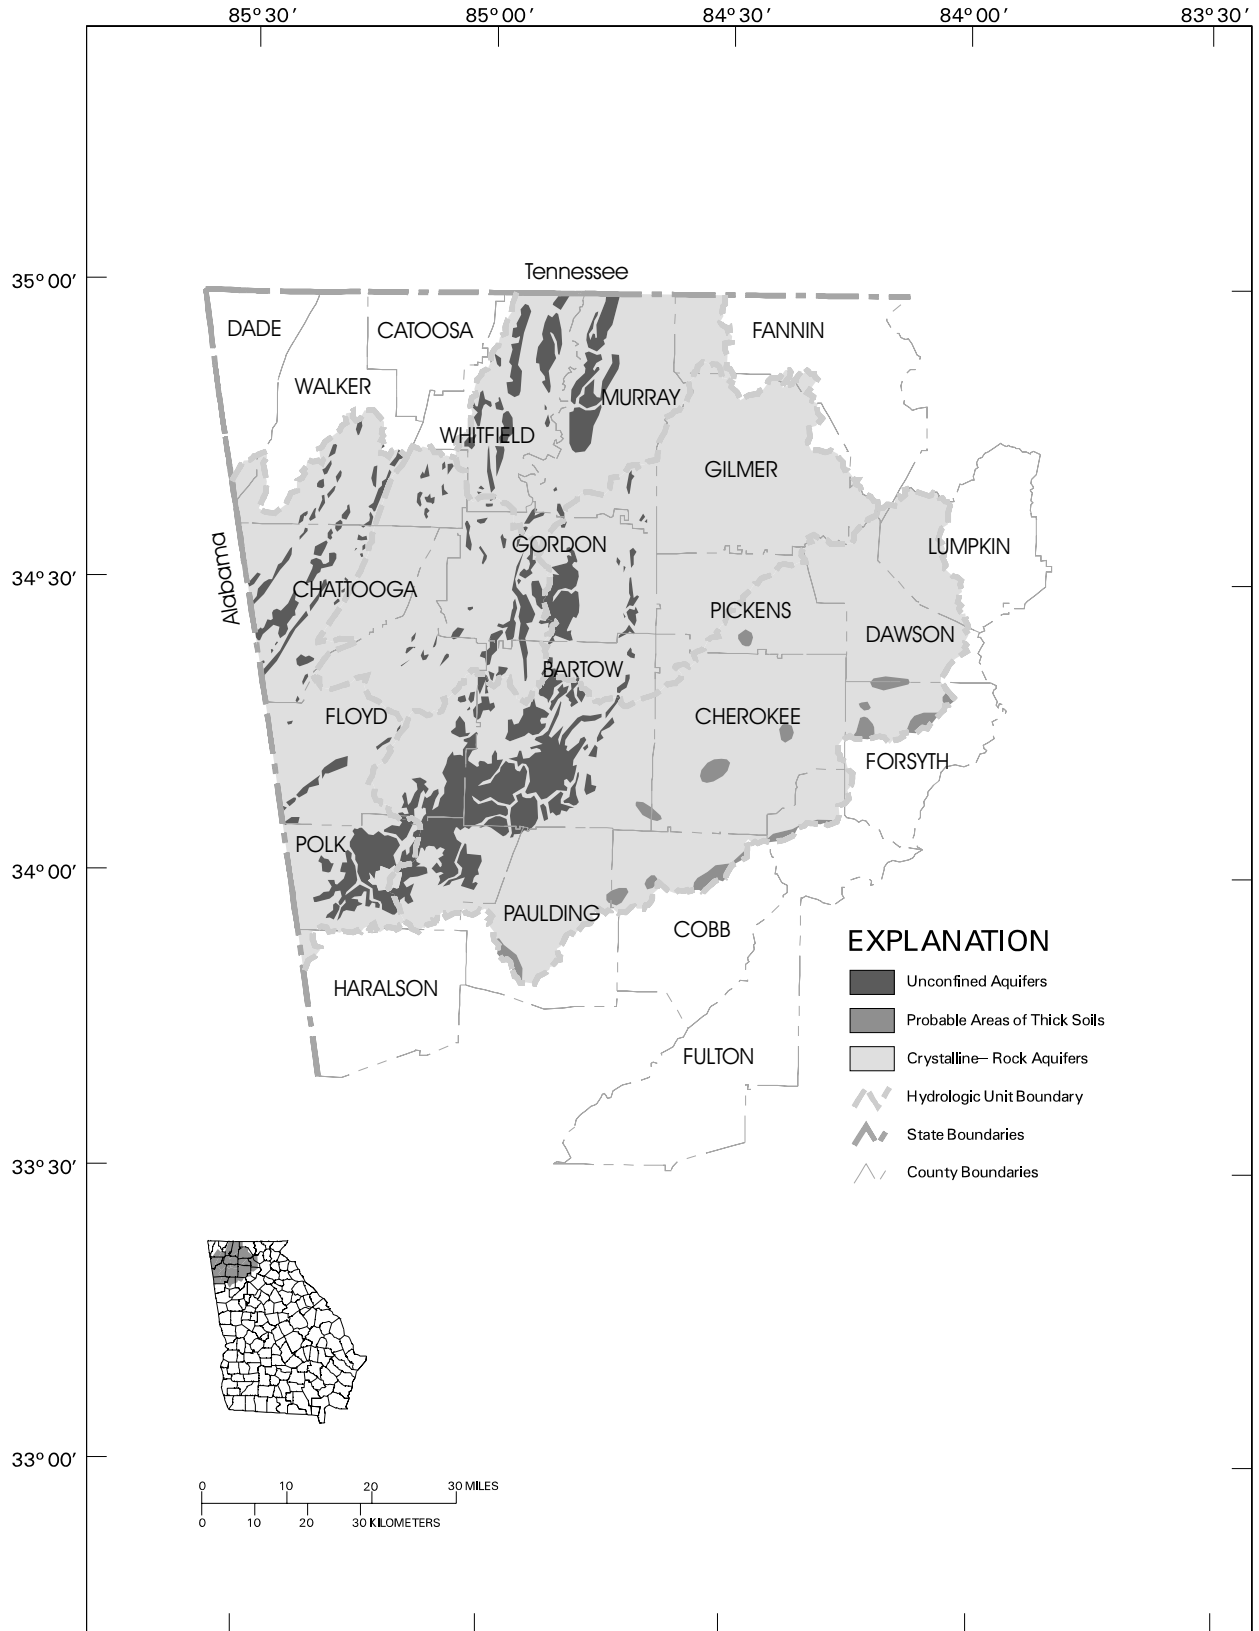 85° 30′ 85° 00′ 84° 30′ 84° 00′ 83° 30′
35° 00′
Tennessee
DADE
CATOOSA
FANNIN
WALKER
MURRAY
WHITFIELD
GILMER
GORDON
LUMPKIN
34° 30′
Alabama
CHATTOOGA
PICKENS
DAWSON
BARTOW
FLOYD
CHEROKEE
FORSYTH
POLK
34° 00′
PAULDING
COBB
HARALSON
FULTON
EXPLANATION
Unconfined Aquifers
Probable Areas of Thick Soils
Crystalline– Rock Aquifers
Hydrologic Unit Boundary
State Boundaries
County Boundaries
33° 30′
33° 00′
0 10 20 30 MILES
0 10 20 30 KILOMETERS